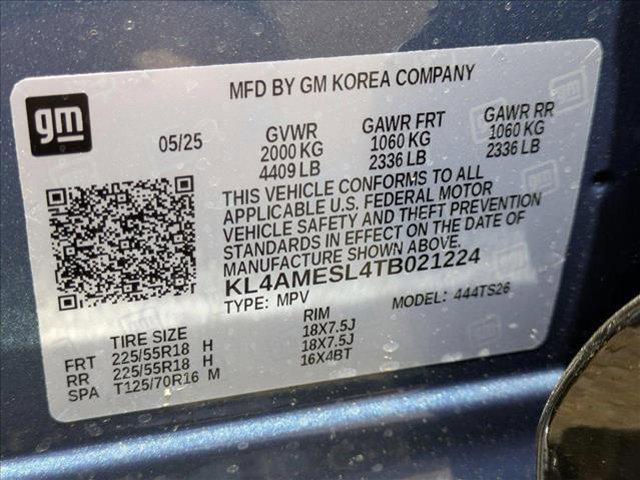 gm
MFD BY GM KOREA COMPANY
05/25
GVWR
2000 KG
4409 LB
GAWR FRT
1060 KG
2336 LB
GAWR RR
1060 KG
2336 LB
THIS VEHICLE CONFORMS TO ALL
APPLICABLE U.S. FEDERAL MOTOR
VEHICLE SAFETY AND THEFT PREVENTION
STANDARDS IN EFFECT ON THE DATE OF
MANUFACTURE SHOWN ABOVE.
KL4AMESL4TB021224
TYPE: MPV
MODEL: 444TS26
TIRE SIZE
RIM
FRT 225/55R18 H 18X7.5J
RR 225/55R18 H 18X7.5J
SPA T125/70R16 M 16X4BT